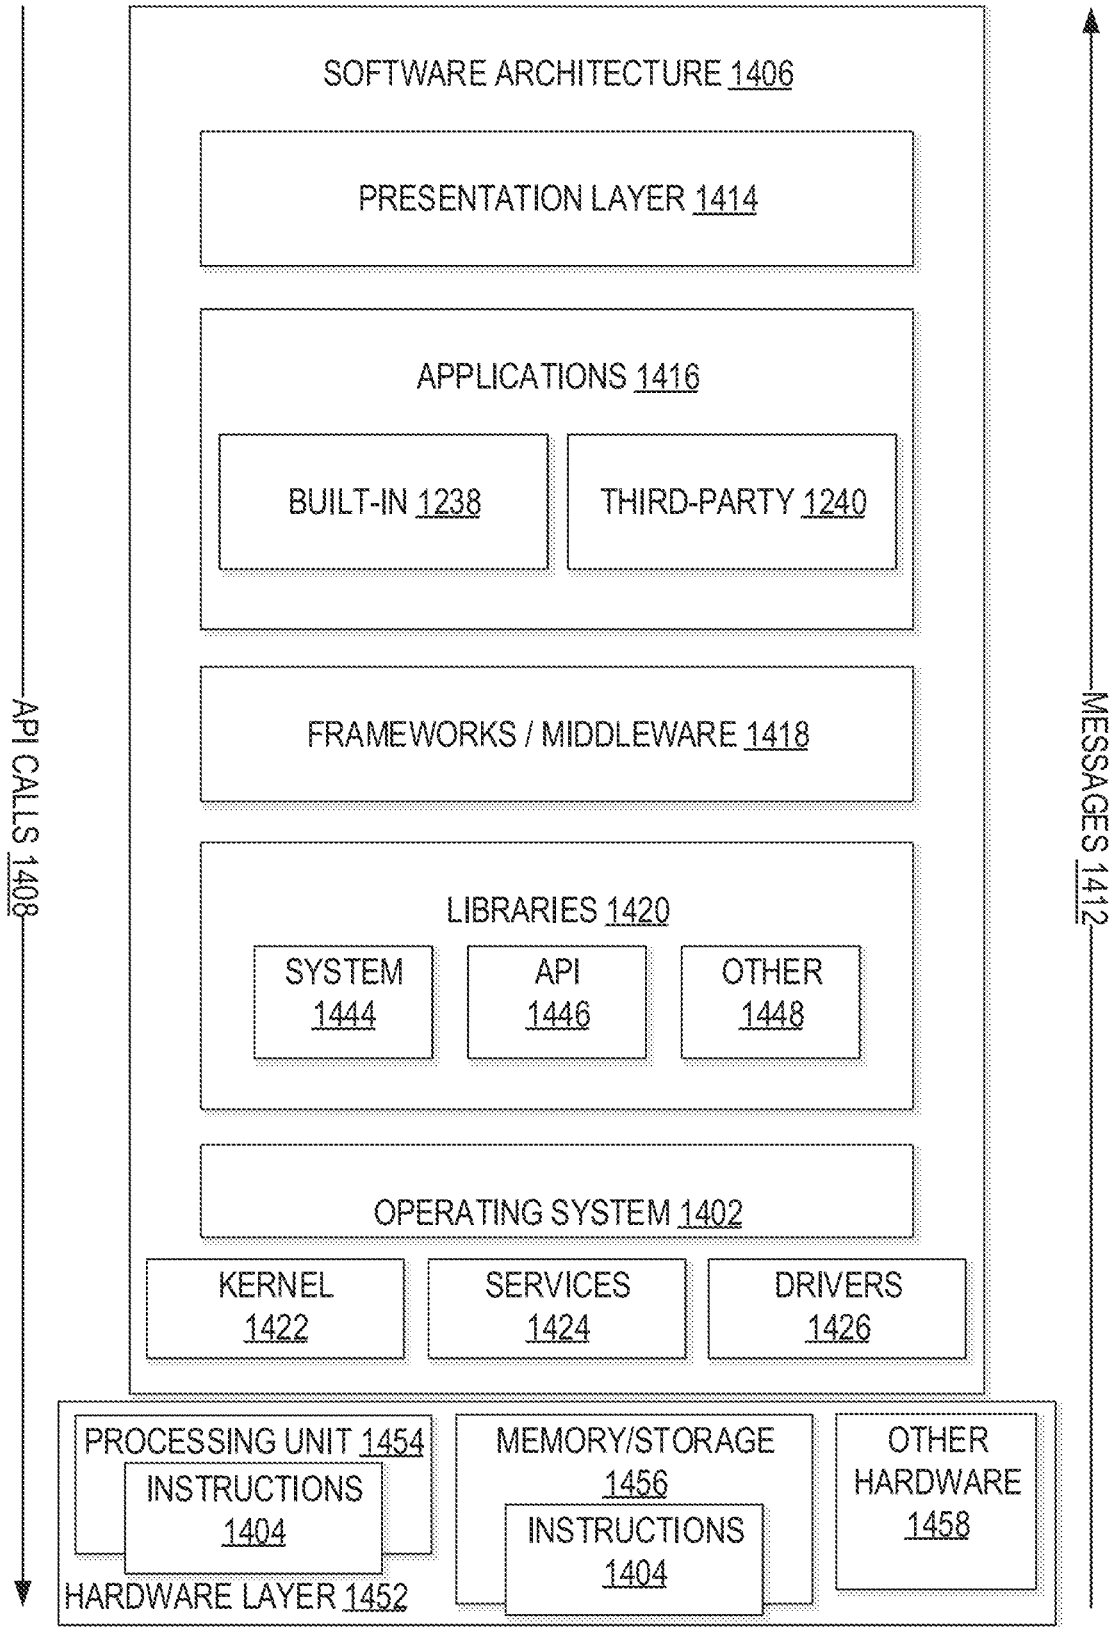 SOFTWARE ARCHITECTURE 1406
PRESENTATION LAYER 1414
APPLICATIONS 1416
BUILT-IN 1238
THIRD-PARTY 1240
FRAMEWORKS / MIDDLEWARE 1418
API CALLS 1408
MESSAGES 1412
LIBRARIES 1420
SYSTEM
1444
API
1446
OTHER
1448
OPERATING SYSTEM 1402
KERNEL
1422
SERVICES
1424
DRIVERS
1426
PROCESSING UNIT 1454
INSTRUCTIONS
1404
MEMORY/STORAGE
1456
INSTRUCTIONS
1404
OTHER
HARDWARE
1458
HARDWARE LAYER 1452